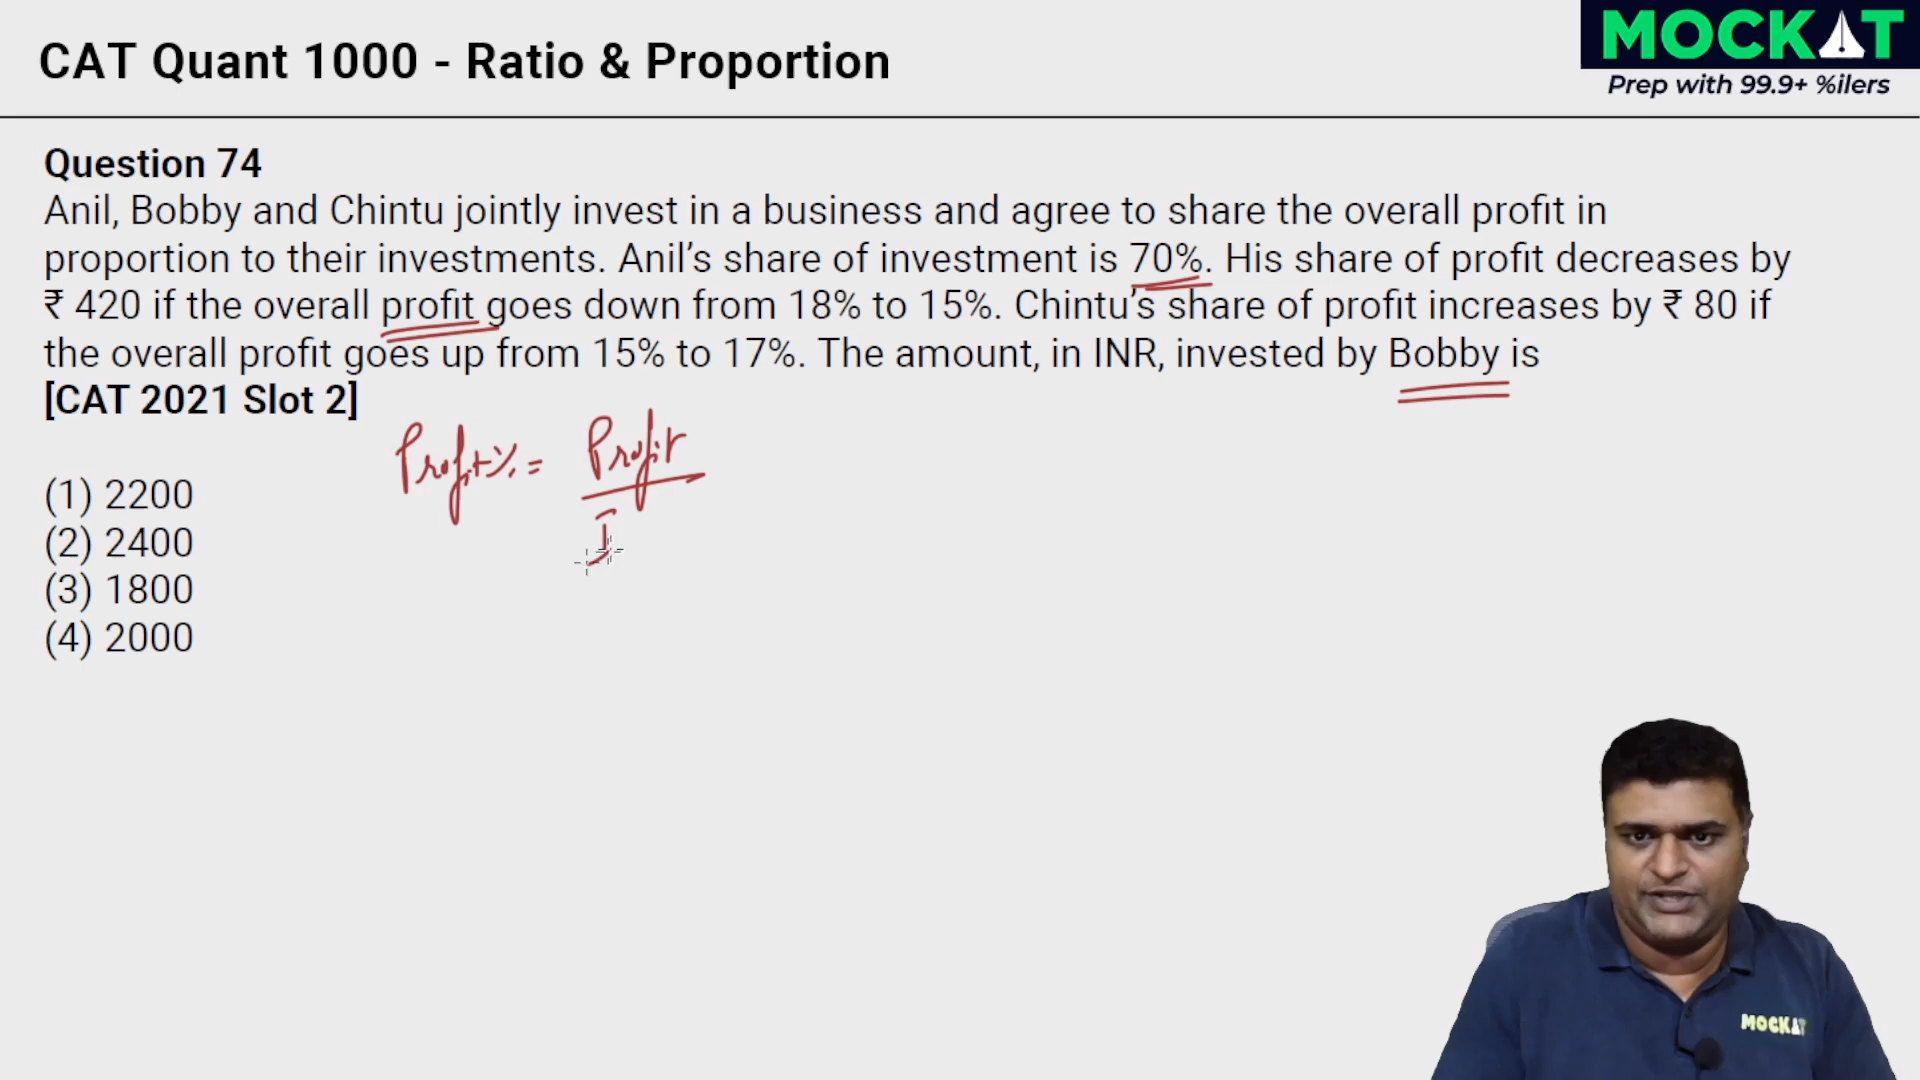 CAT Quant 1000 - Ratio & Proportion
MOCKAT
Prep with 99.9+ %ilers
Question 74
Anil, Bobby and Chintu jointly invest in a business and agree to share the overall profit in
proportion to their investments. Anil’s share of investment is 70%. His share of profit decreases by
₹ 420 if the overall profit goes down from 18% to 15%. Chintu’s share of profit increases by ₹ 80 if
the overall profit goes up from 15% to 17%. The amount, in INR, invested by Bobby is
[CAT 2021 Slot 2]
Profit% = Profit
I
(1) 2200
(2) 2400
(3) 1800
(4) 2000
MOCKAT